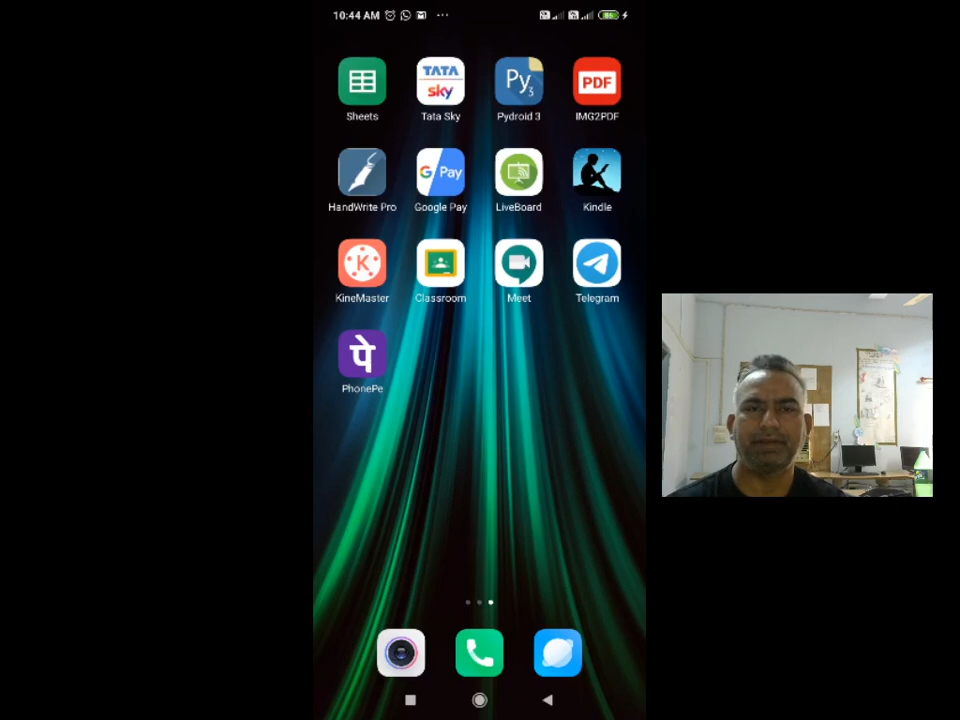 10:44 AM ...
TATA
sky
Py
3
PDF
Sheets
Tata Sky
Pydroid 3
IMG2PDF
G Pay
HandWrite Pro
Google Pay
LiveBoard
Kindle
K
KineMaster
Classroom
Meet
Telegram
पे
PhonePe